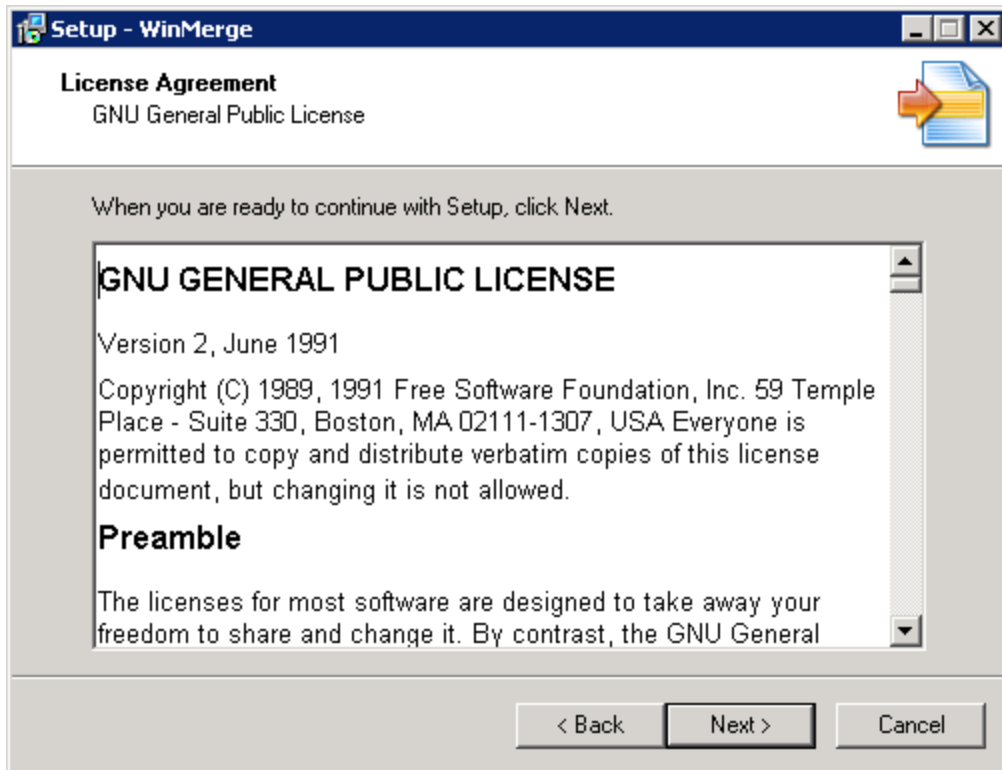 Setup - WinMerge
License Agreement
GNU General Public License
When you are ready to continue with Setup, click Next.
GNU GENERAL PUBLIC LICENSE
Version 2, June 1991
Copyright (C) 1989, 1991 Free Software Foundation, Inc. 59 Temple
Place - Suite 330, Boston, MA 02111-1307, USA Everyone is
permitted to copy and distribute verbatim copies of this license
document, but changing it is not allowed.
Preamble
The licenses for most software are designed to take away your
freedom to share and change it. By contrast, the GNU General
< Back
Next >
Cancel